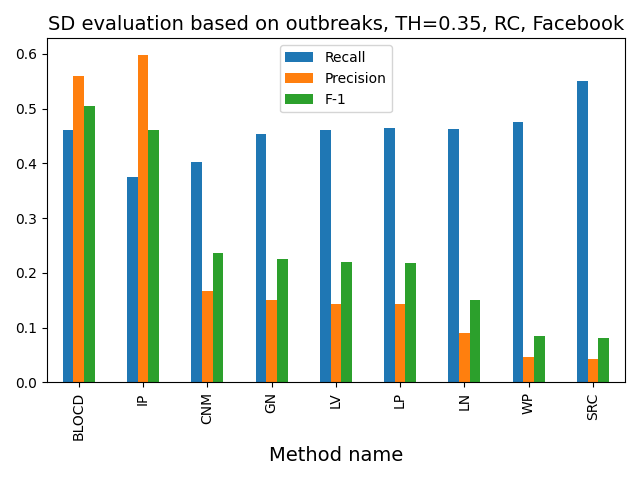 SD evaluation based on outbreaks, TH=0.35, RC, Facebook
Recall
Precision
F-1
0.6
0.5
0.4
0.3
0.2
0.1
0.0
BLOCD
IP
CNM
GN
LV
LP
LN
WP
SRC
Method name